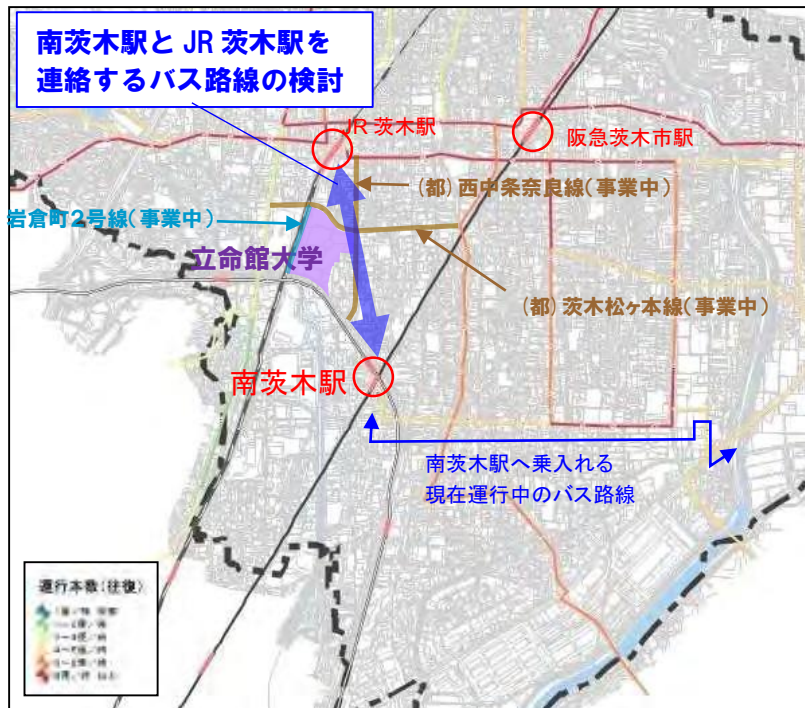 南茨木駅とJR茨木駅を
連絡するバス路線の検討
JR茨木駅
阪急茨木市駅
(都)西中条奈良線(事業中)
岩倉町2号線(事業中)
立命館大学
(都)茨木松ヶ本線(事業中)
南茨木駅
南茨木駅へ乗入れる
現在運行中のバス路線
運行本数(往復)